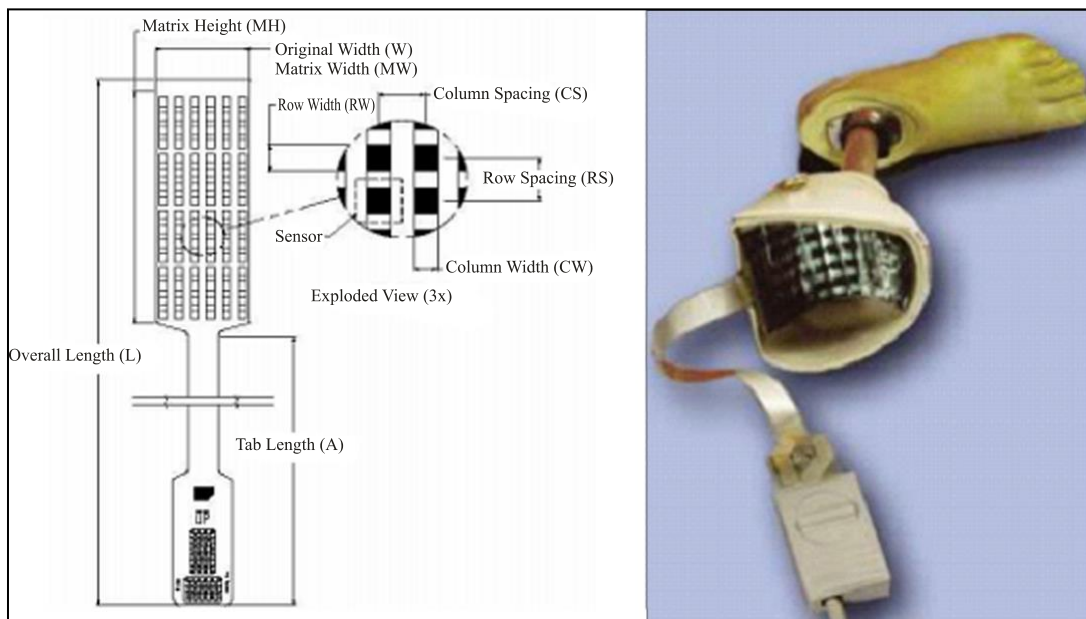 Matrix Height (MH)
Original Width (W)
Matrix Width (MW)
Column Spacing (CS)
Row Width (RW)
Row Spacing (RS)
Sensor
Column Width (CW)
Exploded View (3x)
Overall Length (L)
Tab Length (A)